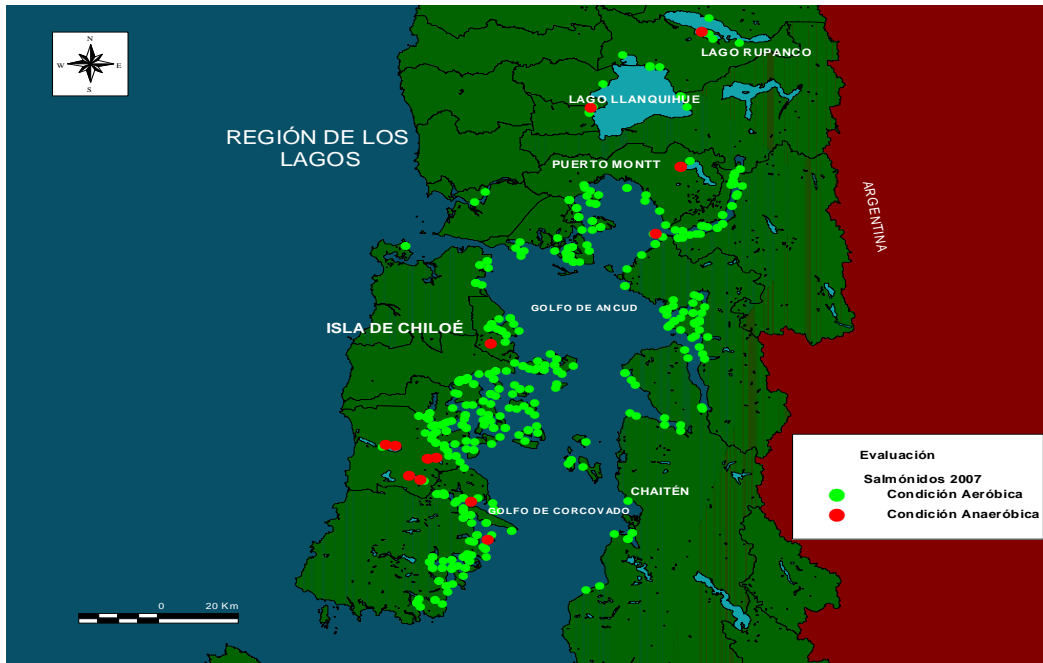 N
W E
S
LAGO RUPANCO
LAGO LLANQUIHUE
REGIÓN DE LOS
LAGOS
PUERTO MONTT
ARGENTINA
GOLFO DE ANCUD
ISLA DE CHILOÉ
Evaluación
Salmónidos 2007
Condición Aeróbica
Condición Anaeróbica
CHAITÉN
GOLFO DE CORCOVADO
0 20 Km